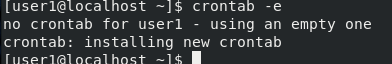 [user1@localhost ~]$ crontab -e
no crontab for user1 - using an empty one
crontab: installing new crontab
[user1@localhost ~]$